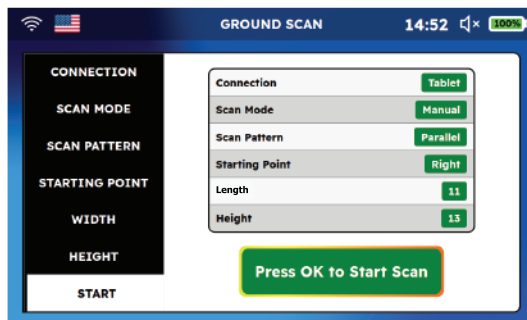 GROUND SCAN 14:52 100%
CONNECTION
SCAN MODE
SCAN PATTERN
STARTING POINT
WIDTH
HEIGHT
START
Connection Tablet
Scan Mode Manual
Scan Pattern Parallel
Starting Point Right
Length 11
Height 13
Press OK to Start Scan